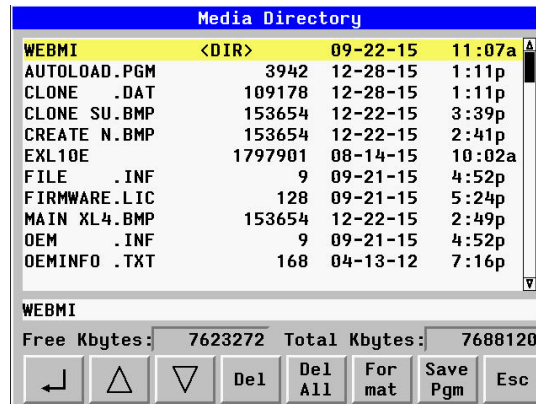 Media Directory
WEBMI <DIR> 09-22-15 11:07a
AUTOLOAD.PGM 3942 12-28-15 1:11p
CLONE .DAT 109178 12-28-15 1:11p
CLONE SU.BMP 153654 12-22-15 3:39p
CREATE N.BMP 153654 12-22-15 2:41p
EXL10E 1797901 08-14-15 10:02a
FILE .INF 9 09-21-15 4:52p
FIRMWARE.LIC 128 09-21-15 5:24p
MAIN XL4.BMP 153654 12-22-15 2:49p
OEM .INF 9 09-21-15 4:52p
OEMINFO .TXT 168 04-13-12 7:16p
WEBMI
Free Kbytes: 7623272 Total Kbytes: 7688120
Del Del All For mat Save Pgm Esc